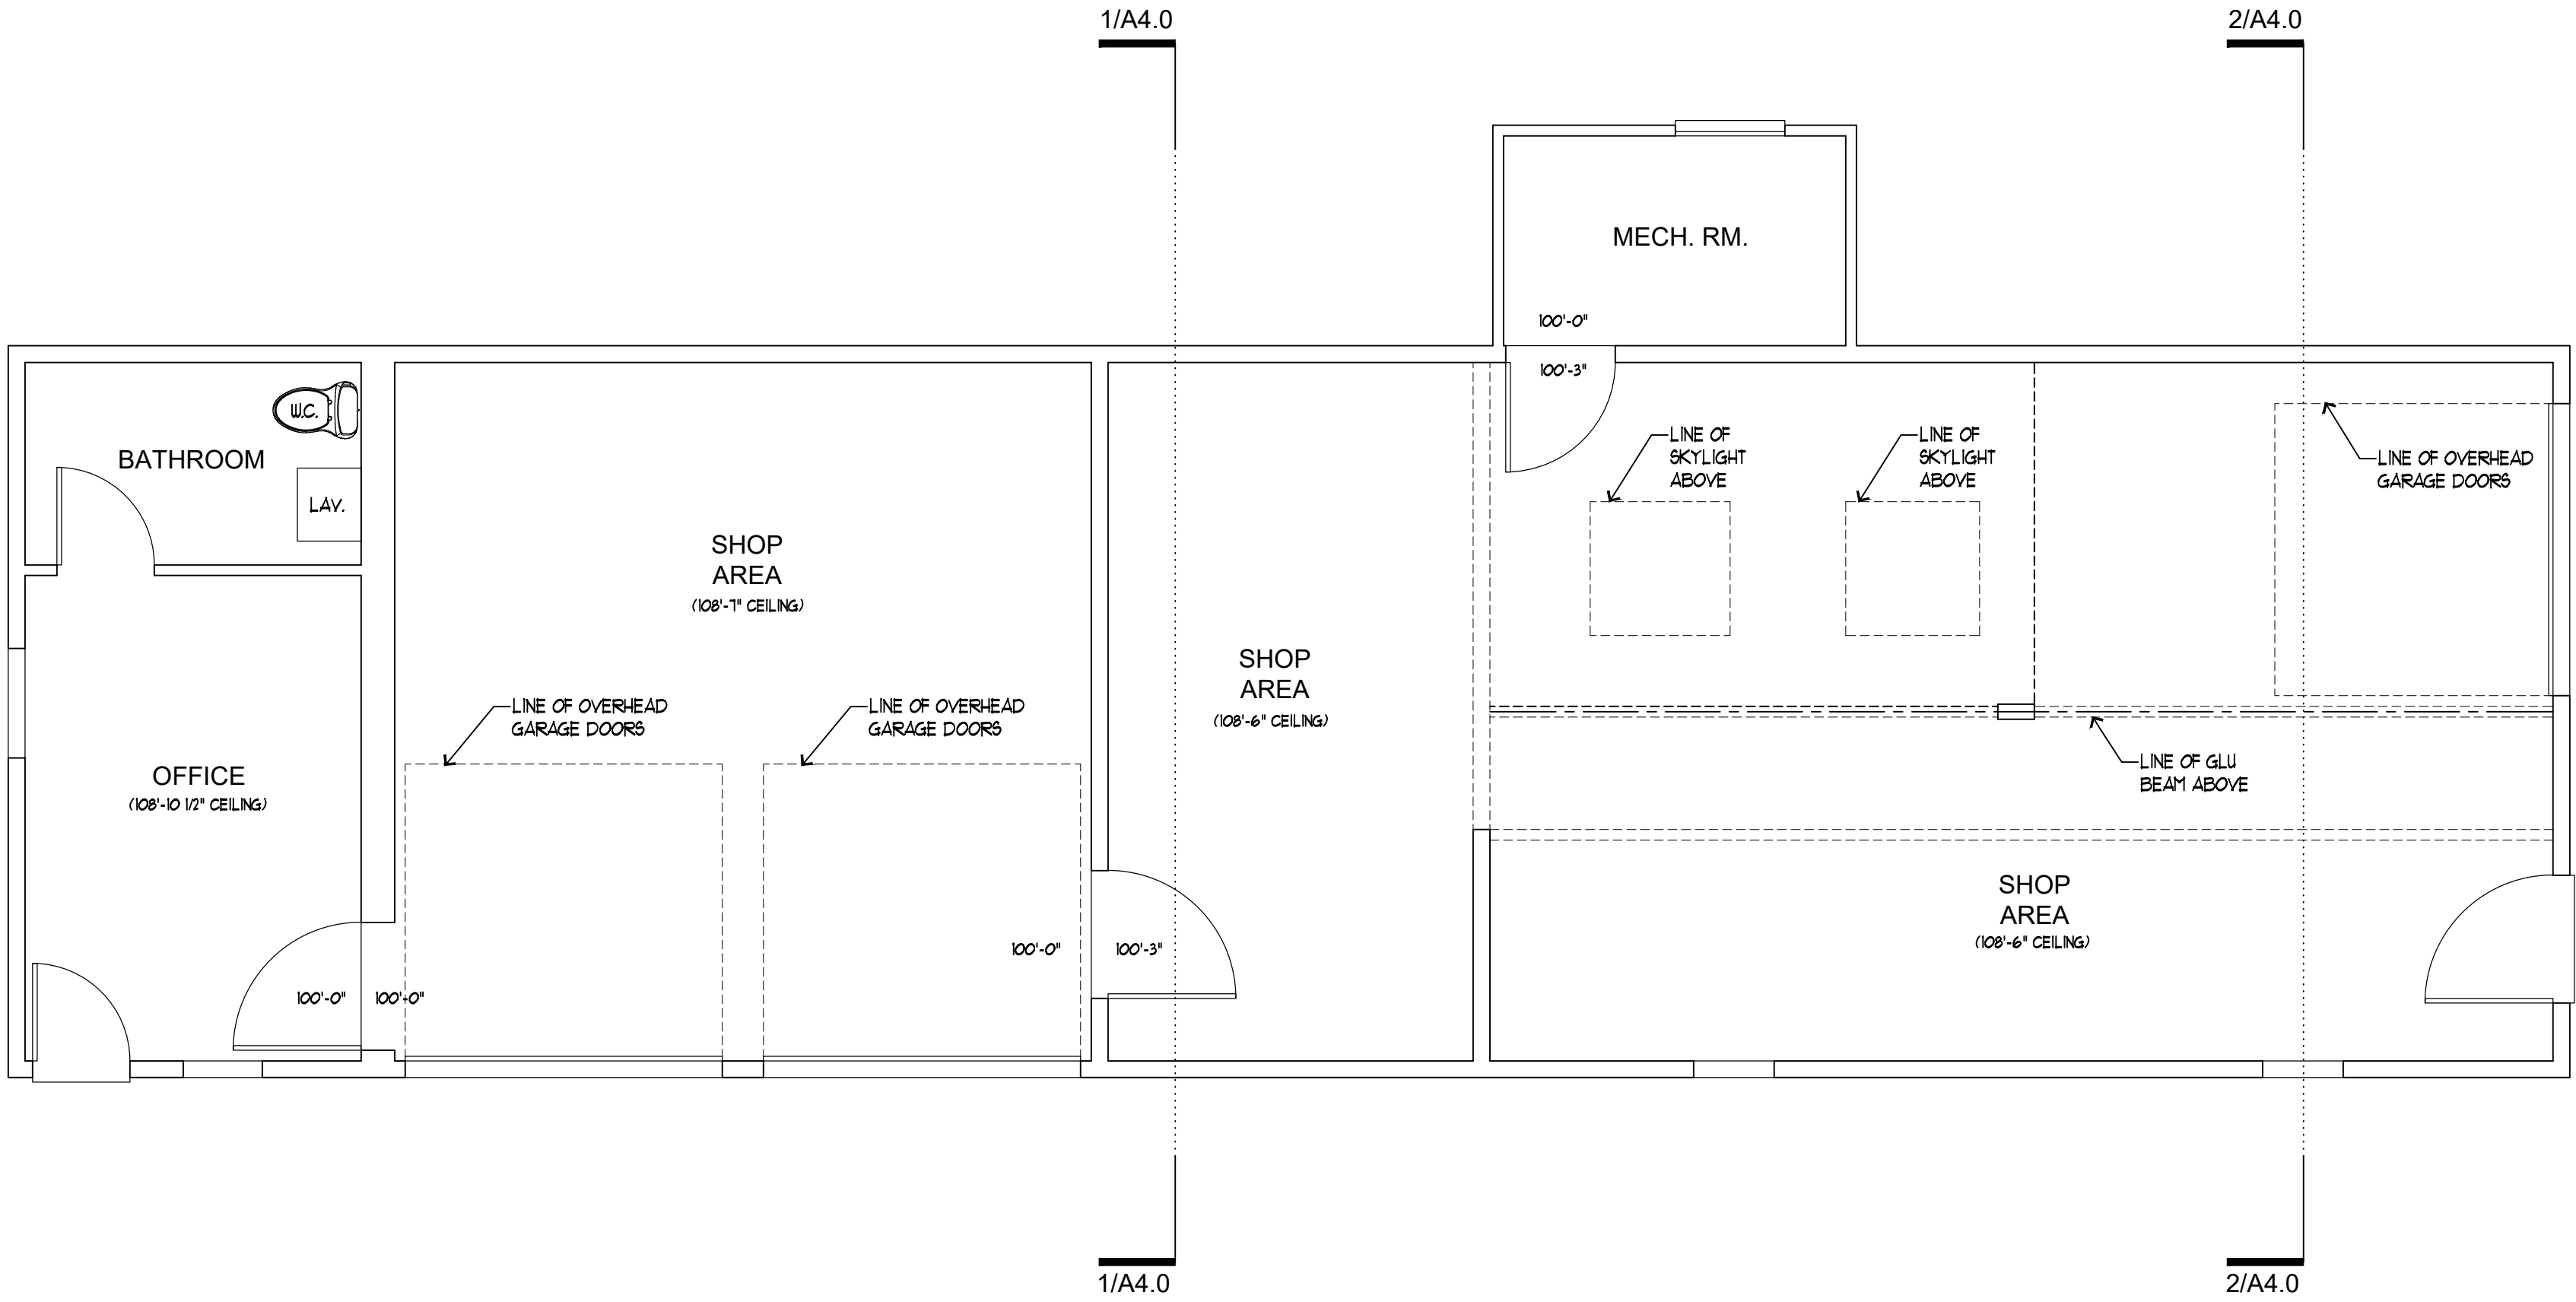 1/A4.0
2/A4.0
MECH. RM.
100'-0"
100'-3"
W.C.
BATHROOM
LAV.
LINE OF
SKYLIGHT
ABOVE
LINE OF
SKYLIGHT
ABOVE
LINE OF OVERHEAD
GARAGE DOORS
SHOP
AREA
(108'-7" CEILING)
SHOP
AREA
(108'-6" CEILING)
LINE OF OVERHEAD
GARAGE DOORS
LINE OF OVERHEAD
GARAGE DOORS
OFFICE
(108'-10 1/2" CEILING)
LINE OF GLU
BEAM ABOVE
SHOP
AREA
(108'-6" CEILING)
100'-0"
100'-3"
100'-0"
100'-0"
1/A4.0
2/A4.0